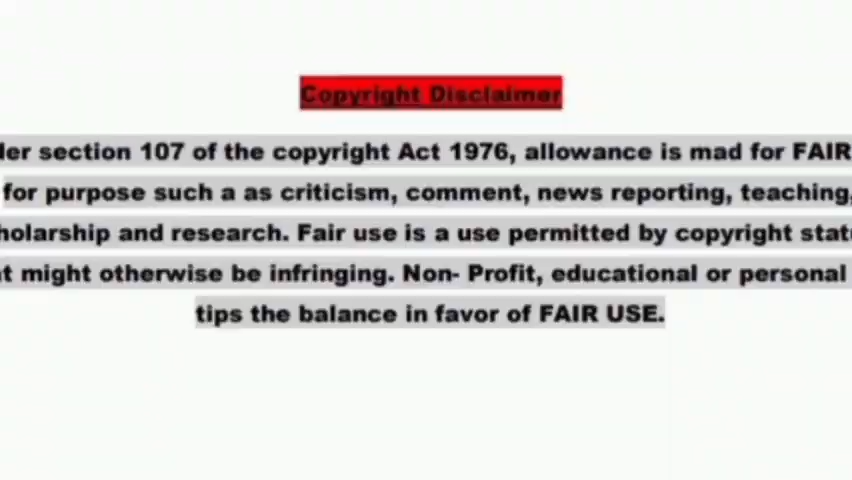 Copyright Disclaimer
der section 107 of the copyright Act 1976, allowance is mad for FAIR
for purpose such a as criticism, comment, news reporting, teaching,
holarship and research. Fair use is a use permitted by copyright stat
t might otherwise be infringing. Non- Profit, educational or personal
tips the balance in favor of FAIR USE.